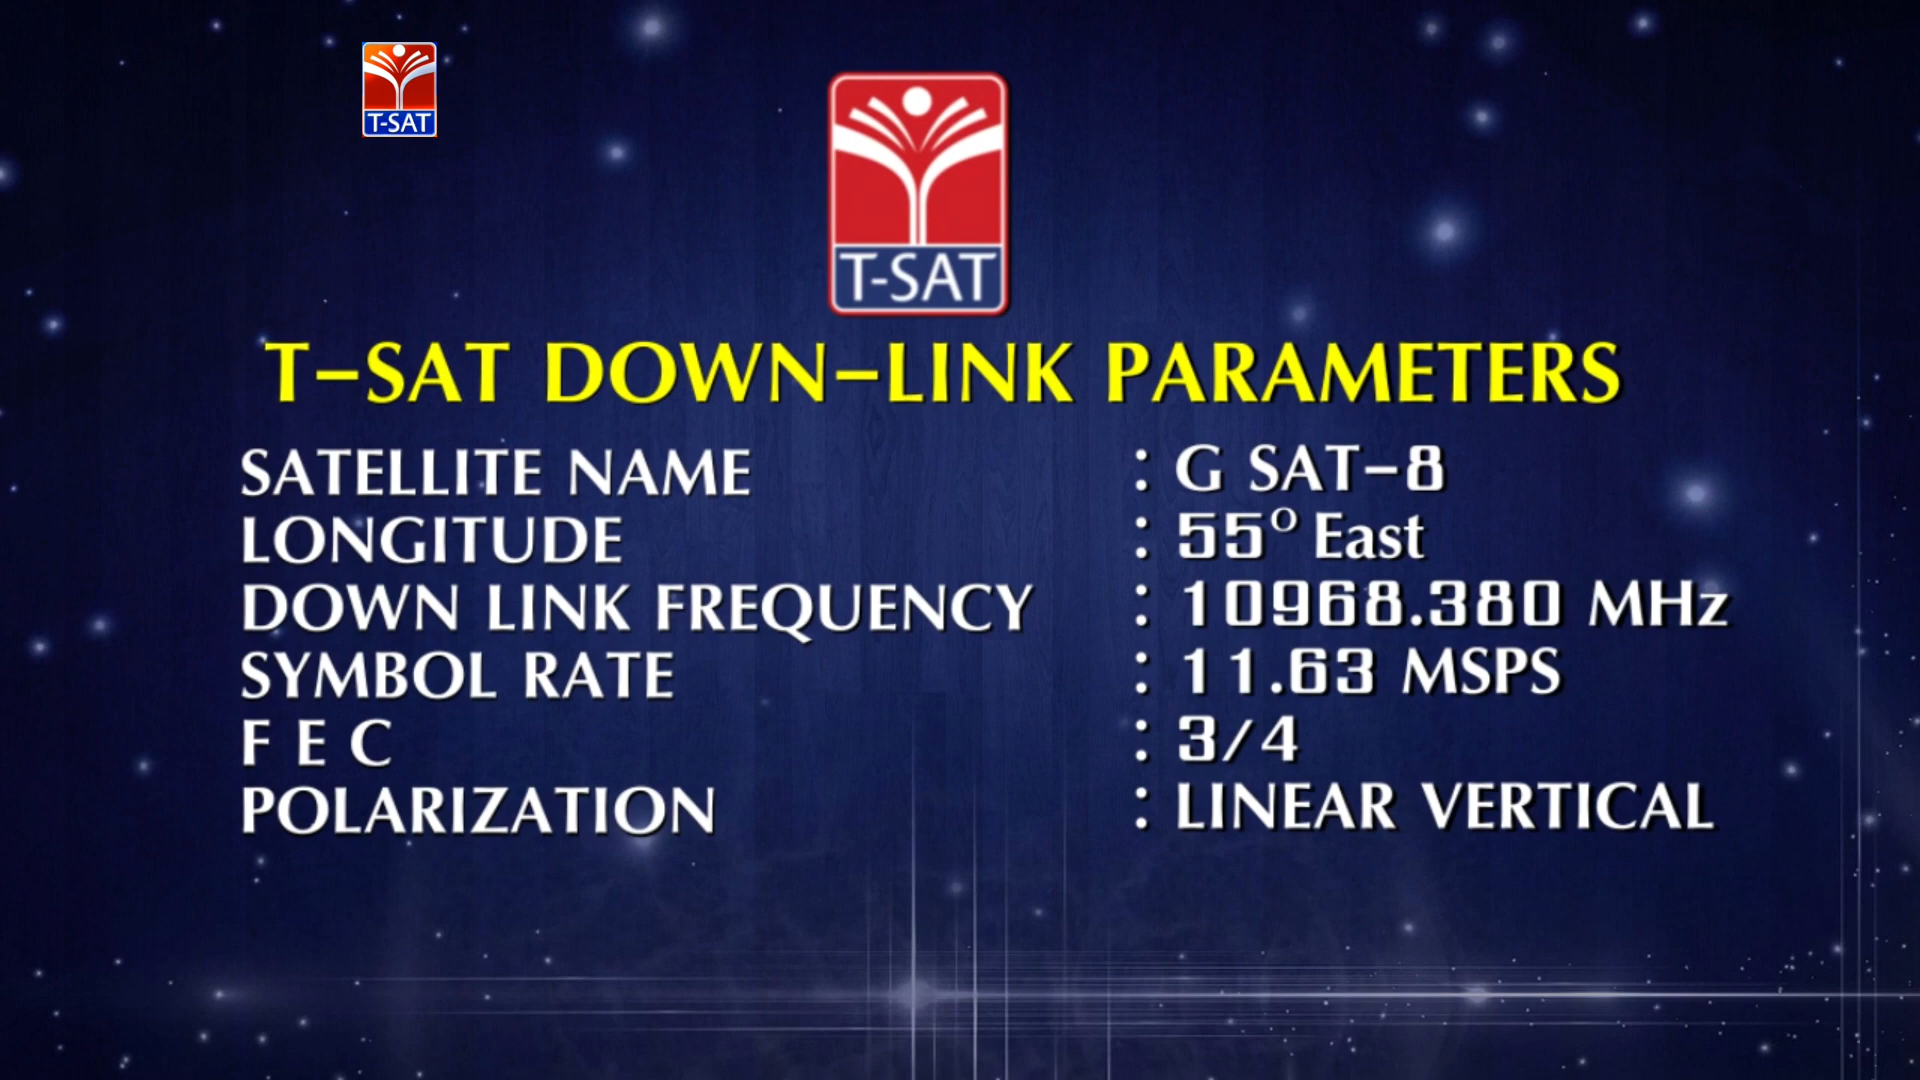 T-SAT
T-SAT
T-SAT DOWN-LINK PARAMETERS
SATELLITE NAME : G SAT-8
LONGITUDE : 55° East
DOWN LINK FREQUENCY : 10968.380 MHz
SYMBOL RATE : 11.63 MSPS
F E C : 3/4
POLARIZATION : LINEAR VERTICAL